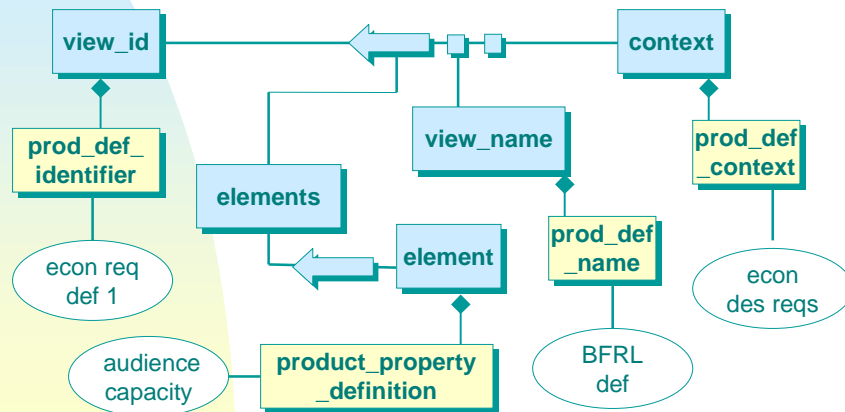 view_id
context
view_name
prod_def_
identifier
prod_def
_context
elements
element
prod_def
_name
econ req
def 1
econ
des reqs
audience
capacity
product_property
_definition
BFRL
def